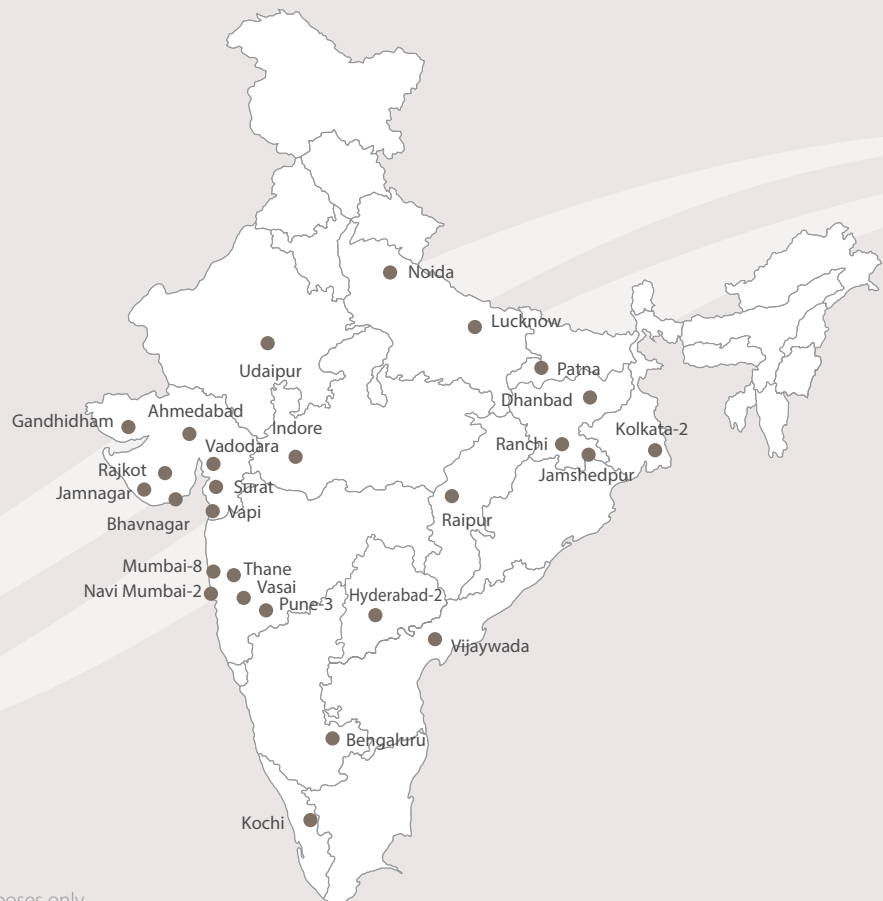 Noida
Lucknow
Udaipur
Patna
Dhanbad
Ahmedabad
Gandhidham
Indore
Kolkata-2
Vadodara
Ranchi
Rajkot
Jamshedpur
Jamnagar
Surat
Bhavnagar
Vapi
Raipur
Mumbai-8
Thane
Navi Mumbai-2
Vasai
Pune-3
Hyderabad-2
Vijaywada
Bengaluru
Kochi
only